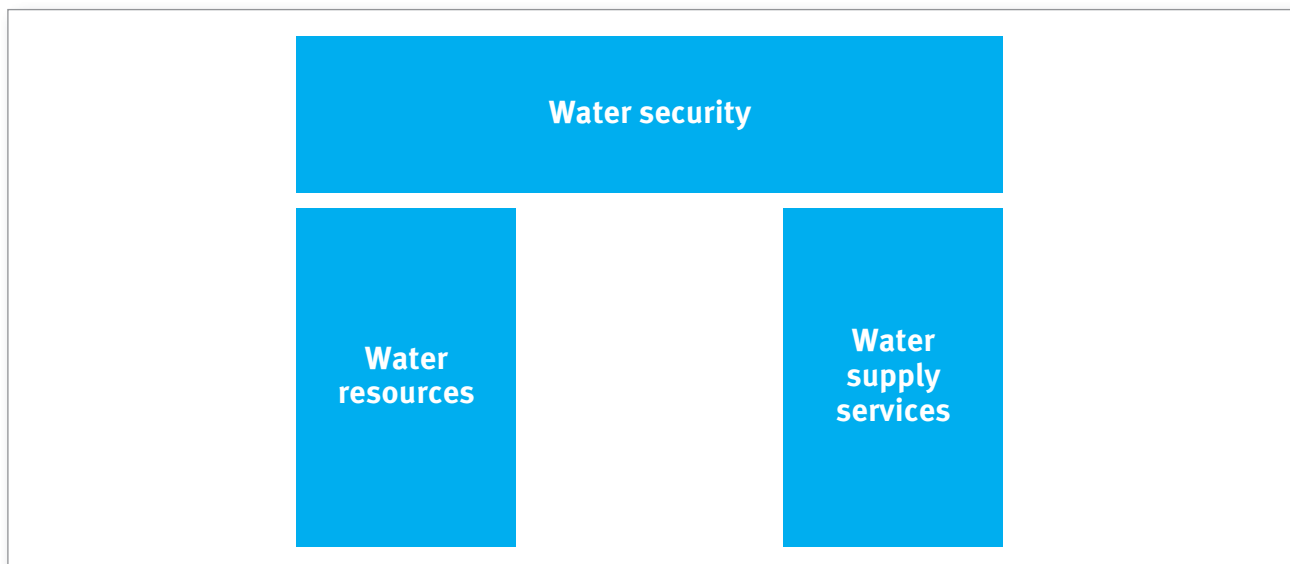 Water security
Water
resources
Water
supply
services